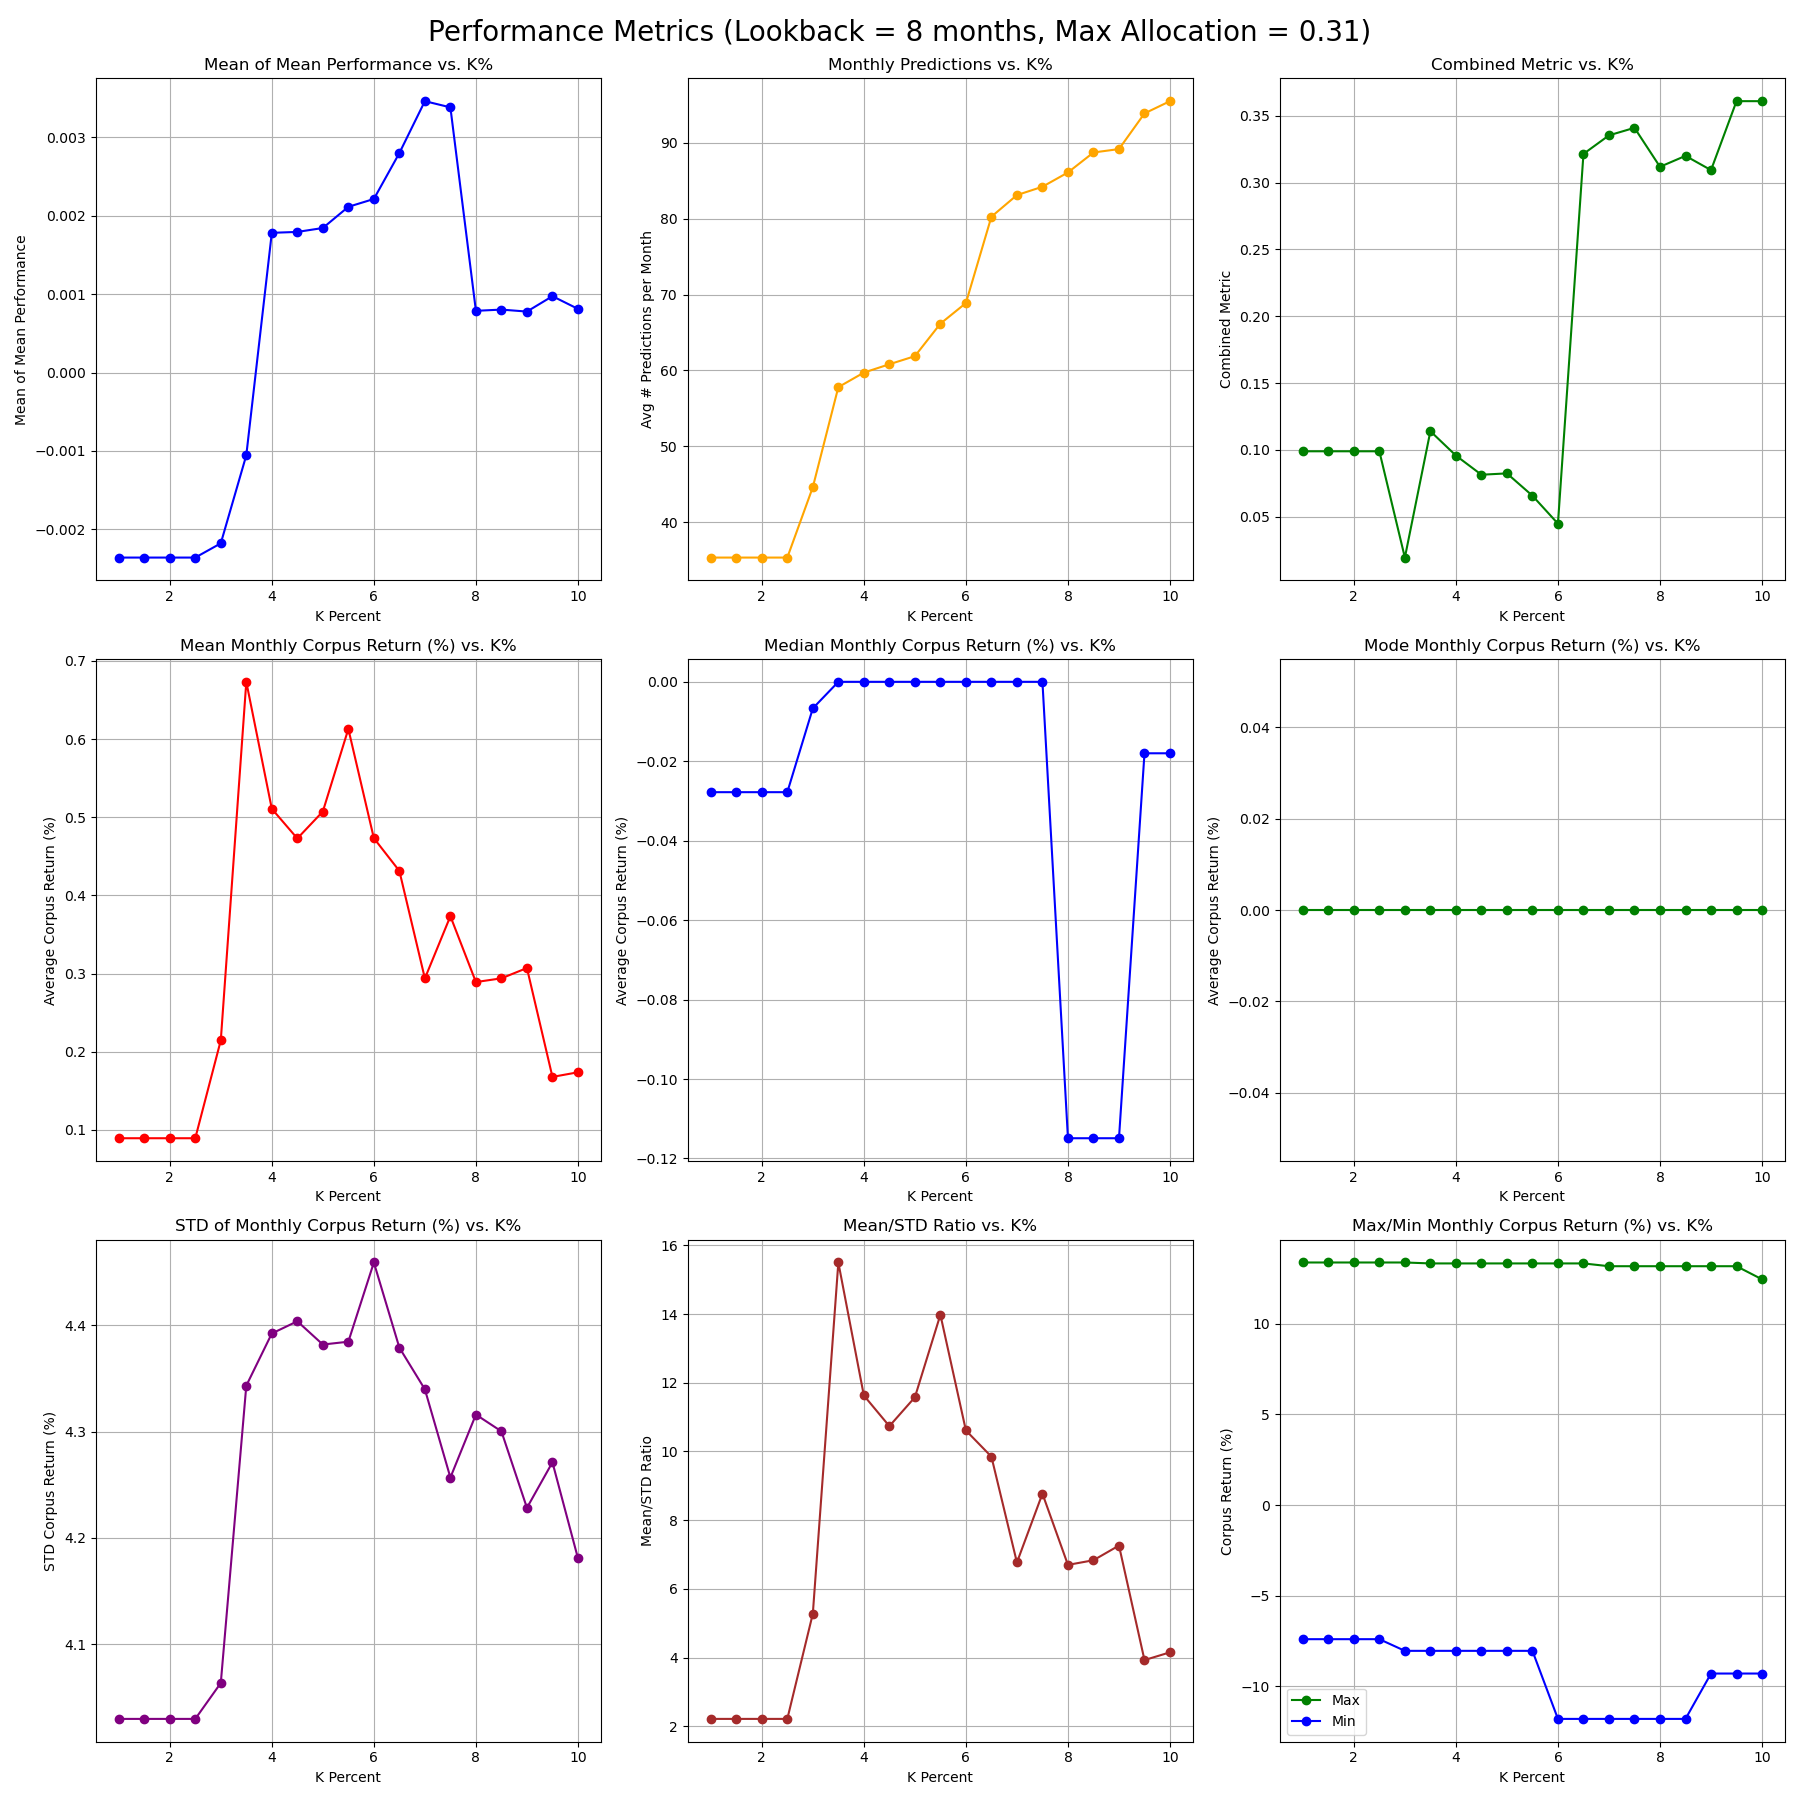 Performance Metrics (Lookback = 8 months, Max Allocation = 0.31)
Mean of Mean Performance vs. K%
Mean of Mean Performance
0.003
0.002
0.001
0.000
−0.001
−0.002
2 4 6 8 10
K Percent
Monthly Predictions vs. K%
Avg # Predictions per Month
90
80
70
60
50
40
2 4 6 8 10
K Percent
Combined Metric vs. K%
Combined Metric
0.35
0.30
0.25
0.20
0.15
0.10
0.05
2 4 6 8 10
K Percent
Mean Monthly Corpus Return (%) vs. K%
Average Corpus Return (%)
0.7
0.6
0.5
0.4
0.3
0.2
0.1
2 4 6 8 10
K Percent
Median Monthly Corpus Return (%) vs. K%
Average Corpus Return (%)
0.00
−0.02
−0.04
−0.06
−0.08
−0.10
−0.12
2 4 6 8 10
K Percent
Mode Monthly Corpus Return (%) vs. K%
Average Corpus Return (%)
0.04
0.02
0.00
−0.02
−0.04
2 4 6 8 10
K Percent
STD of Monthly Corpus Return (%) vs. K%
STD Corpus Return (%)
4.4
4.3
4.2
4.1
2 4 6 8 10
K Percent
Mean/STD Ratio vs. K%
Mean/STD Ratio
16
14
12
10
8
6
4
2
2 4 6 8 10
K Percent
Max/Min Monthly Corpus Return (%) vs. K%
Corpus Return (%)
10
5
0
−5
−10
Max
Min
2 4 6 8 10
K Percent